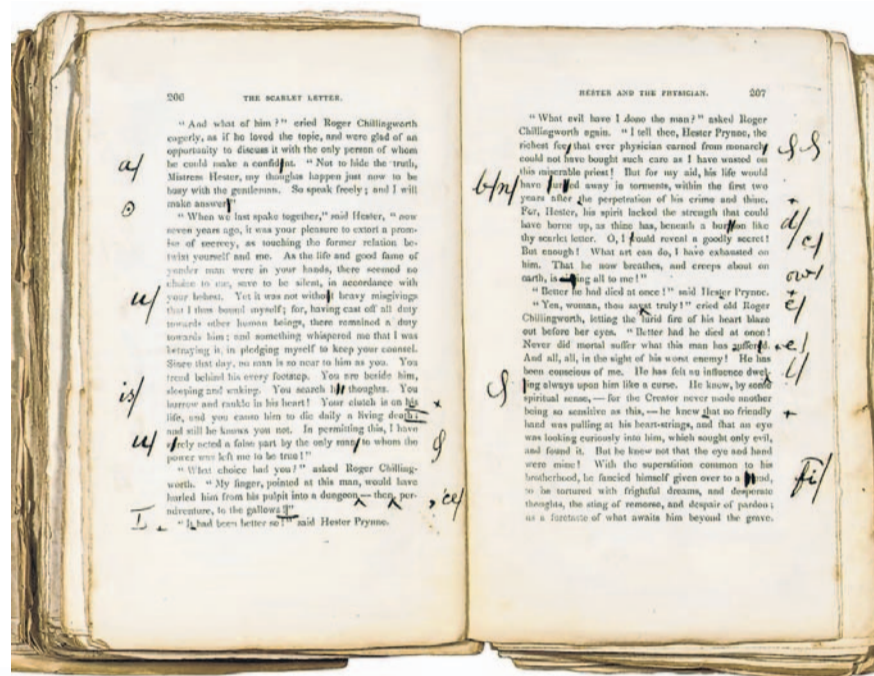 206
THE SCARLET LETTER.
"And what of him?" cried Roger Chillingworth
eagerly, as if he loved the topic, and were glad of an
opportunity to discuss it with the only person of whom
he could make a confid nt. "Not to hide the truth,
Mistress Hester, my thoughts happen just now to be
busy with the gentleman. So speak freely; and I will
make answer"
"When we last spake together," said Hester, "now
seven years ago, it was your pleasure to extort a prom-
ise of secrecy, as touching the former relation be-
twixt yourself and me. As the life and good fame of
yonder man were in your hands, there seemed no
choice to me, save to be silent, in accordance with
your behest. Yet it was not witho t heavy misgivings
that I thus bound myself; for, having cast off all duty
towards other human beings, there remained a duty
towards him; and something whispered me that I was
betraying it, in pledging myself to keep your counsel.
Since that day, no man is so near to him as you. You
tread behind his every footstep. You are beside him,
sleeping and waking. You search h thoughts. You
burrow and rankle in his heart! Your clutch is on his
life, and you cause him to die daily a living death;
and still he knows you not. In permitting this, I have
rely acted a false part by the only man to whom the
power was left me to be true!"
"What choice had you?" asked Roger Chilling-
worth. "My finger, pointed at this man, would have
hurled him from his pulpit into a dungeon,—then per-
adventure, to the gallows!"
"It had been better so!" said Hester Prynne.
a/
u/
is/
u/
ce/
HESTER AND THE PHYSICIAN.
207
"What evil have I done the man?" asked Roger
Chillingworth again. "I tell thee, Hester Prynne, the
richest fee that ever physician earned from monarch
could not have bought such care as I have wasted on
this miserable priest! But for my aid, his life would
have ur ed away in torments, within the first two
years after the perpetration of his crime and thine.
For, Hester, his spirit lacked the strength that could
have borne up, as thine has, beneath a bur n like
thy scarlet letter. O, I could reveal a goodly secret!
But enough! What art can do, I have exhausted on
him. That he now breathes, and creeps about on
earth, is ing all to me!"
"Better he had died at once!" said Hester Prynne.
"Yea, woman, thou sayst truly!" cried old Roger
Chillingworth, letting the lurid fire of his heart blaze
out before her eyes. "Better had he died at once!
Never did mortal suffer what this man has suffered.
And all, all, in the sight of his worst enemy! He has
been conscious of me. He has felt an influence dwel
ing always upon him like a curse. He knew, by some
spiritual sense,—for the Creator never made another
being so sensitive as this,—he knew that no friendly
hand was pulling at his heart-strings, and that an eye
was looking curiously into him, which sought only evil,
and found it. But he knew not that the eye and hand
were mine! With the superstition common to his
brotherhood, he fancied himself given over to a nd,
to be tortured with frightful dreams, and desperate
thoughts, the sting of remorse, and despair of pardon;
as a foretaste of what awaits him beyond the grave.
b/n/
d/
c/
ow/
e/
e/
l/
fi/